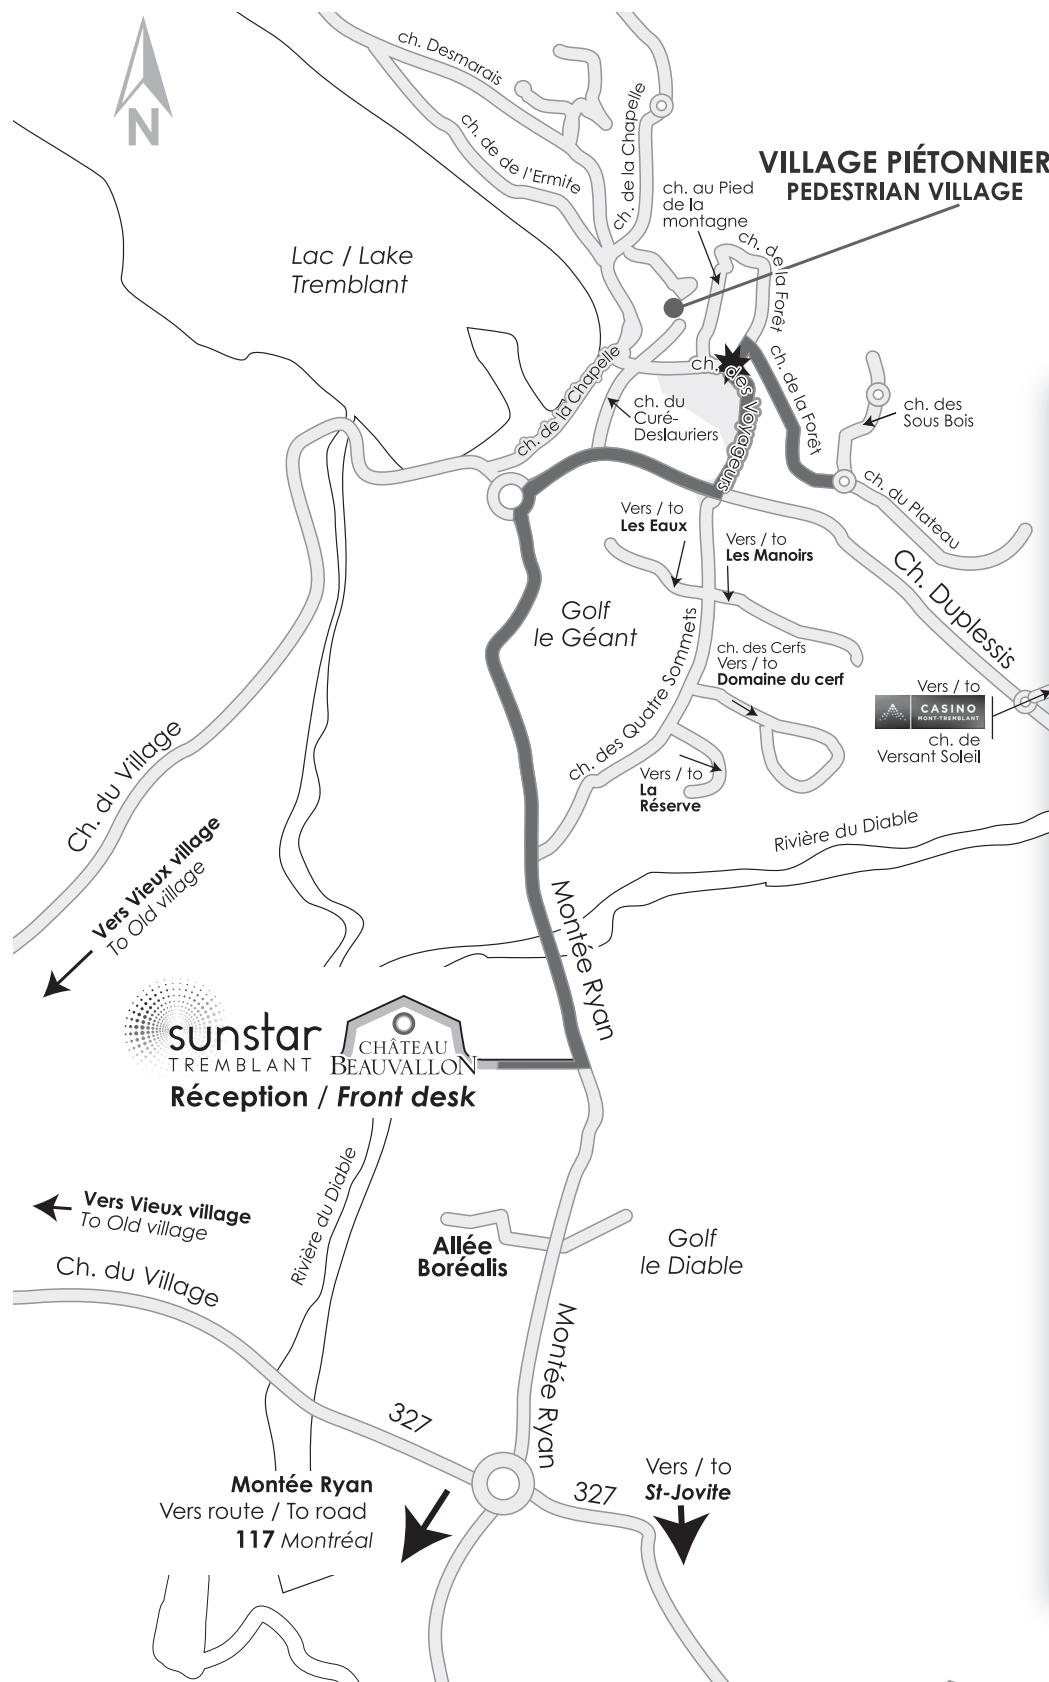 ch. Desmarais
ch. de la Chapelle
ch. de de l'Ermite
N
VILLAGE PIÉTONNIER
PEDESTRIAN VILLAGE
ch. au Pied
de la
montagne
ch. de la Forêt
Lac / Lake
Tremblant
ch. de la Forêt
ch. de la Chapelle
ch. des Voyageurs
ch. du
Curé-
Deslauriers
ch. des
Sous Bois
ch. du Plateau
Vers / to
Les Eaux
Vers / to
Les Manoirs
Ch. Duplessis
Golf
le Géant
ch. des Quatre Sommets
ch. des Cerfs
Vers / to
Domaine du cerf
Vers / to
CASINO
MONT-TREMBLANT
ch. de
Versant Soleil
Vers / to
La
Réserve
Ch. du Village
Rivière du Diable
Vers Vieux village
To Old village
Montée Ryan
sunstar
TREMBLANT
CHÂTEAU
BEAUVALLON
Réception / Front desk
Rivière du Diable
Vers Vieux village
To Old village
Allée
Boréalis
Golf
le Diable
Ch. du Village
Montée Ryan
327
Montée Ryan
Vers route / To road
117 Montréal
327
Vers / to
St-Jovite